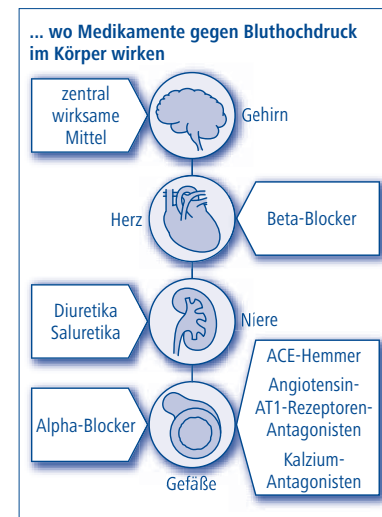 ... wo Medikamente gegen Bluthochdruck
im Körper wirken
zentral
wirksame
Mittel
Gehirn
Herz
Beta-Blocker
Diuretika
Saluretika
Niere
Alpha-Blocker
ACE-Hemmer
Angiotensin-
AT1-Rezeptoren-
Antagonisten
Kalzium-
Antagonisten
Gefäße